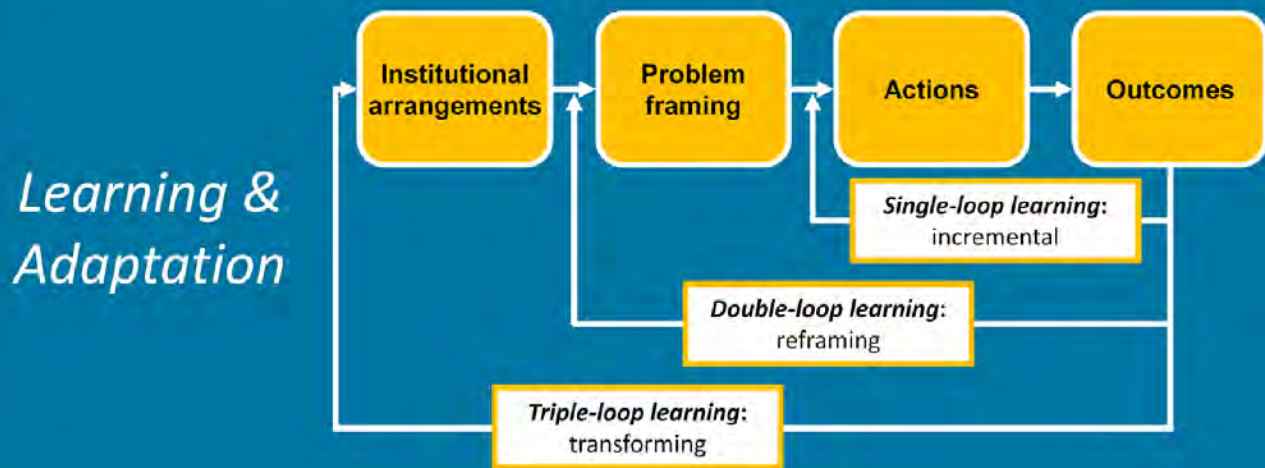 Learning &
Adaptation
Institutional
arrangements
Problem
framing
Actions
Outcomes
Single-loop learning:
incremental
Double-loop learning:
reframing
Triple-loop learning:
transforming